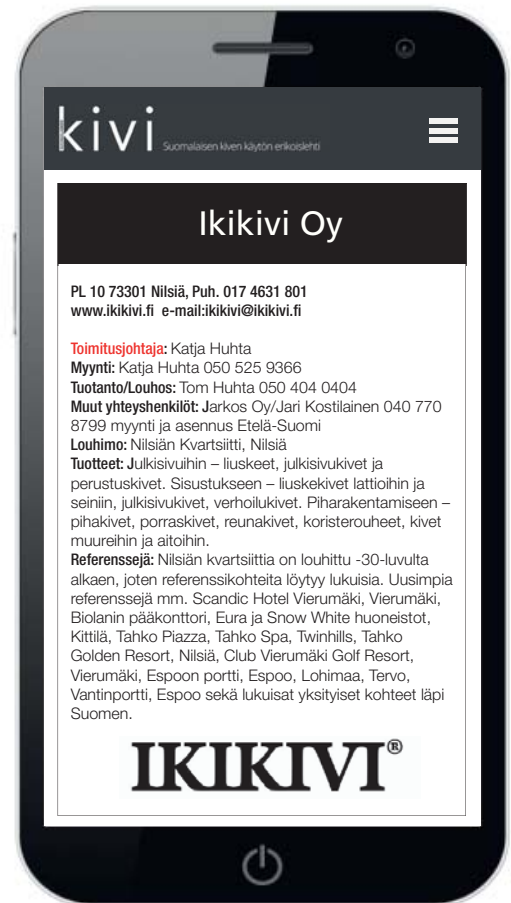 kivi
Suomalaisen kiven käytön erikoislehti
Ikikivi Oy
PL 10 73301 Nilsiä, Puh. 017 4631 801
www.ikikivi.fi e-mail:ikikivi@ikikivi.fi
Toimitusjohtaja: Katja Huhta
Myynti: Katja Huhta 050 525 9366
Tuotanto/Louhos: Tom Huhta 050 404 0404
Muut yhteyshenkilöt: Jarkos Oy/Jari Kostilainen 040 770
8799 myynti ja asennus Etelä-Suomi
Louhimo: Nilsiän Kvartsiitti, Nilsiä
Tuotteet: Julkisivuihin – liuskeet, julkisivukivet ja
perustuskivet. Sisustukseen – liuskekivet lattioihin ja
seiniin, julkisivukivet, verhoilukivet. Piharakentamiseen –
pihakivet, porraskivet, reunakivet, koristerouheet, kivet
muureihin ja aitoihin.
Referenssejä: Nilsiän kvartsiittia on louhittu -30-luvulta
alkaen, joten referenssikohteita löytyy lukuisia. Uusimpia
referenssejä mm. Scandic Hotel Vierumäki, Vierumäki,
Biolanin pääkonttori, Eura ja Snow White huoneistot,
Kittilä, Tahko Piazza, Tahko Spa, Twinhills, Tahko
Golden Resort, Nilsiä, Club Vierumäki Golf Resort,
Vierumäki, Espoon portti, Espoo, Lohimaa, Tervo,
Vantinportti, Espoo sekä lukuisat yksityiset kohteet läpi
Suomen.
IKIKIVI®